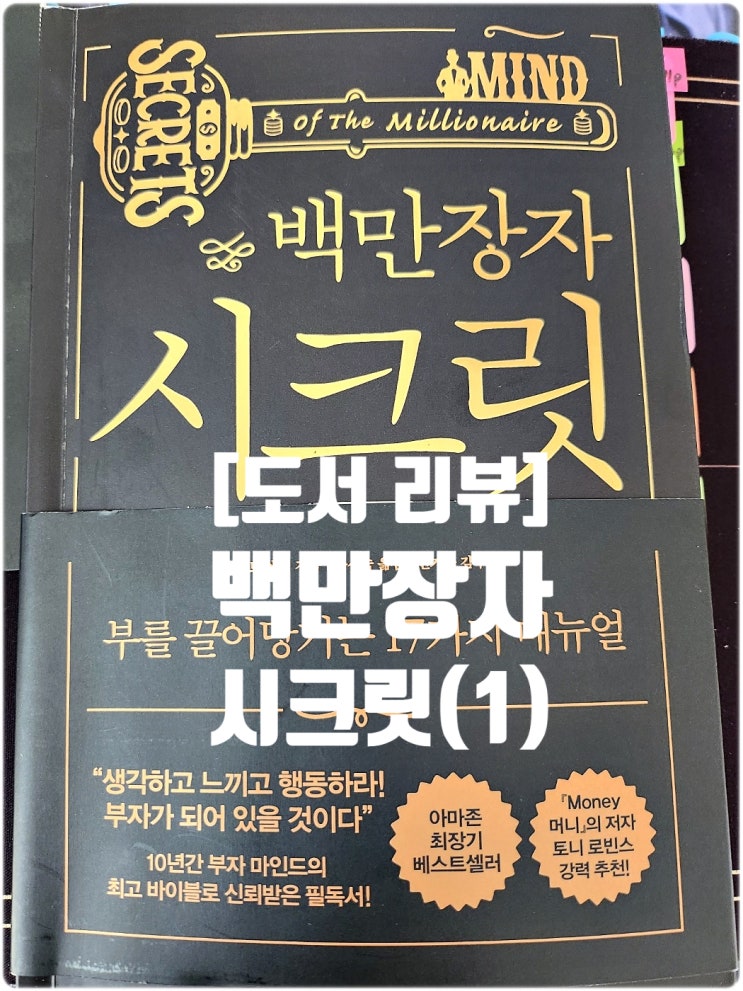 SECRETS
MIND
Of The Millionaire
백만장자
시크릿
[도서 리뷰]
백만장자
부를 끌어당기는 17가지 매뉴얼
시크릿(1)
“생각하고 느끼고 행동하라!
부자가 되어 있을 것이다”
10년간 부자 마인드의
최고 바이블로 신뢰받은 필독서!
아마존
최장기
베스트셀러
『Money
머니』의 저자
토니 로빈스
강력 추천!